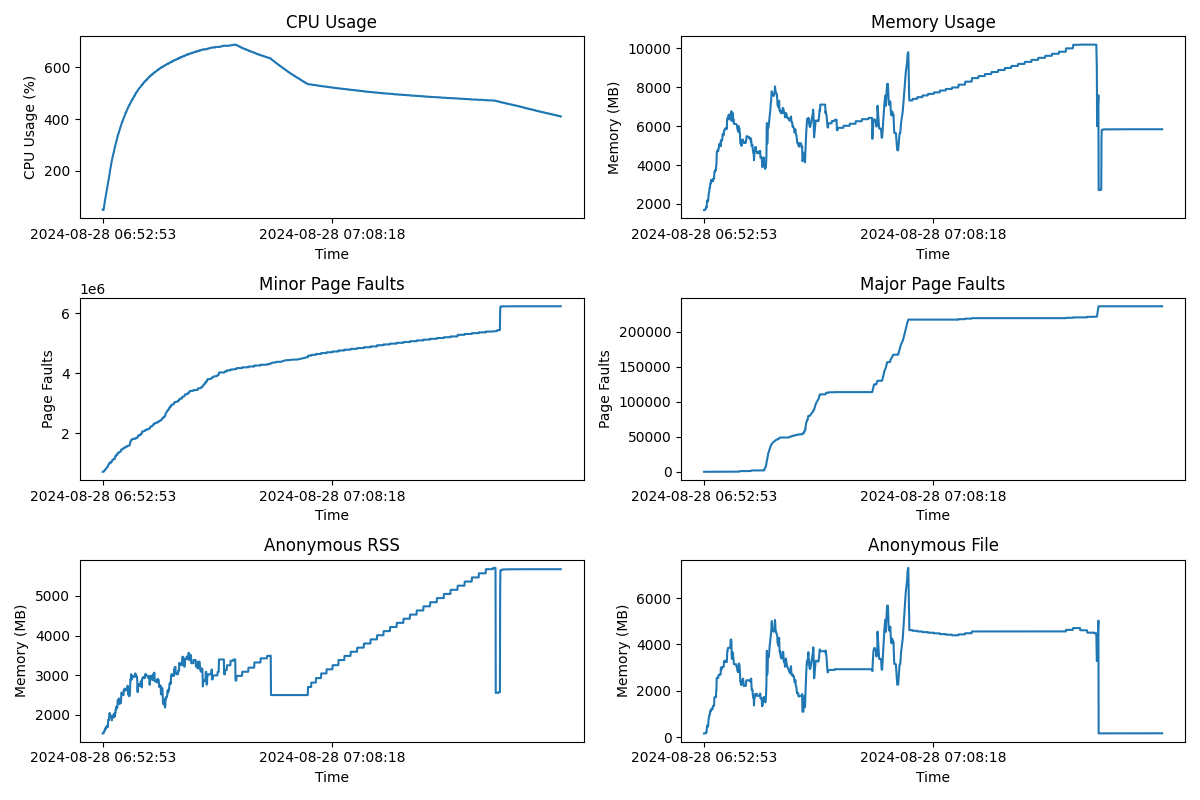 CPU Usage
CPU Usage (%)
600
400
200
2024-08-28 06:52:53
2024-08-28 07:08:18
Time
Memory Usage
Memory (MB)
10000
8000
6000
4000
2000
2024-08-28 06:52:53
2024-08-28 07:08:18
Time
Minor Page Faults
1e6
Page Faults
6
4
2
2024-08-28 06:52:53
2024-08-28 07:08:18
Time
Major Page Faults
Page Faults
200000
150000
100000
50000
0
2024-08-28 06:52:53
2024-08-28 07:08:18
Time
Anonymous RSS
Memory (MB)
5000
4000
3000
2000
2024-08-28 06:52:53
2024-08-28 07:08:18
Time
Anonymous File
Memory (MB)
6000
4000
2000
0
2024-08-28 06:52:53
2024-08-28 07:08:18
Time